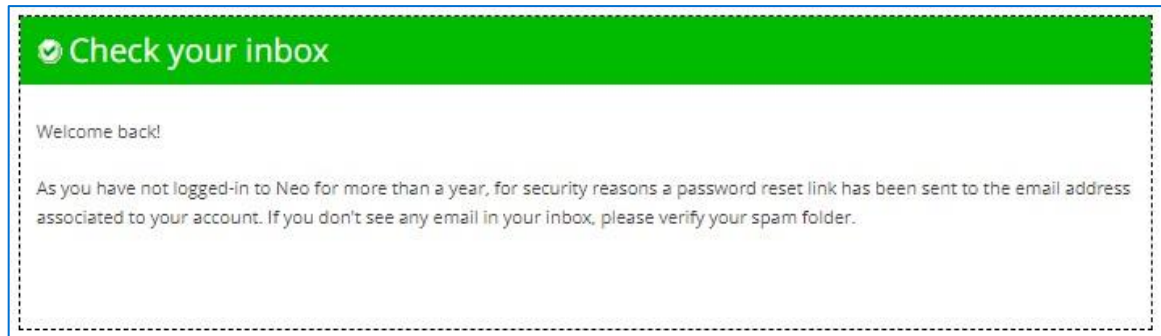 Check your inbox
Welcome back!
As you have not logged-in to Neo for more than a year, for security reasons a password reset link has been sent to the email address
associated to your account. If you don't see any email in your inbox, please verify your spam folder.